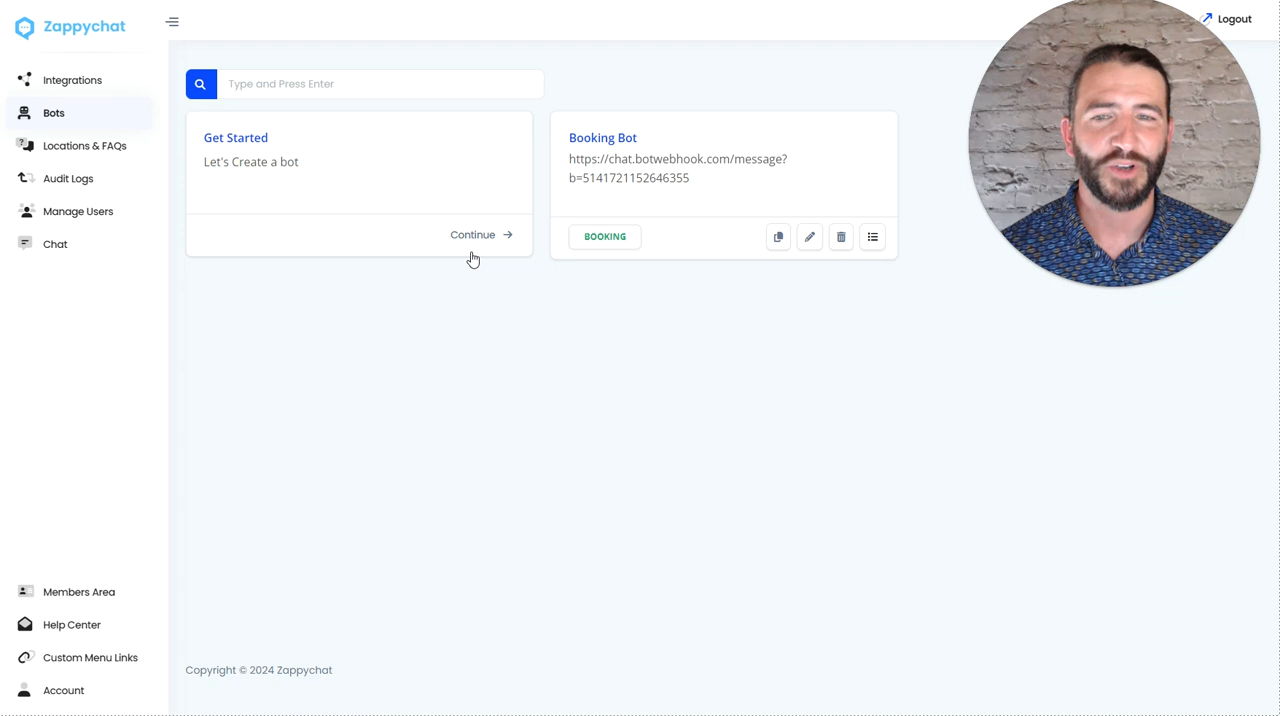 Zappychat
Logout
Integrations
Bots
Locations & FAQs
Audit Logs
Manage Users
Chat
Type and Press Enter
Get Started
Let's Create a bot
Continue
Booking Bot
https://chat.botwebhook.com/message?
b=5141721152646355
BOOKING
Members Area
Help Center
Custom Menu Links
Account
Copyright © 2024 Zappychat